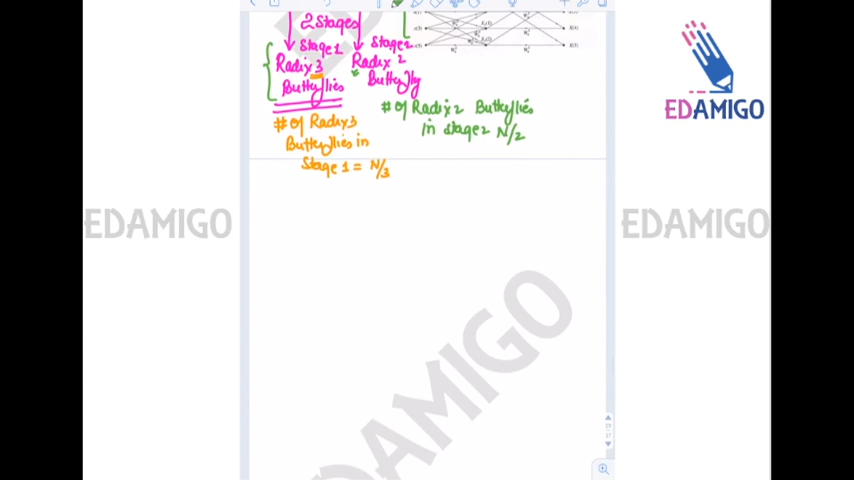 2 Stages
Stage 1
Stage 2
Radix 3
Radix 2
Butterflies
Butterfly
# of Radix 2 Butterflies
in stage 2 N/2
# of Radix 3
Butterflies in
Stage 1 = N/3
EDAMIGO
EDAMIGO
EDAMIGO
EDAMIGO